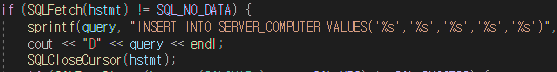 if (SQLFetch(hstmt) != SQL_NO_DATA) {
sprintf(query, "INSERT INTO SERVER_COMPUTER VALUES('%s','%s','%s','%s','%s')",
cout << "D" << query << endl;
SQLCloseCursor(hstmt);